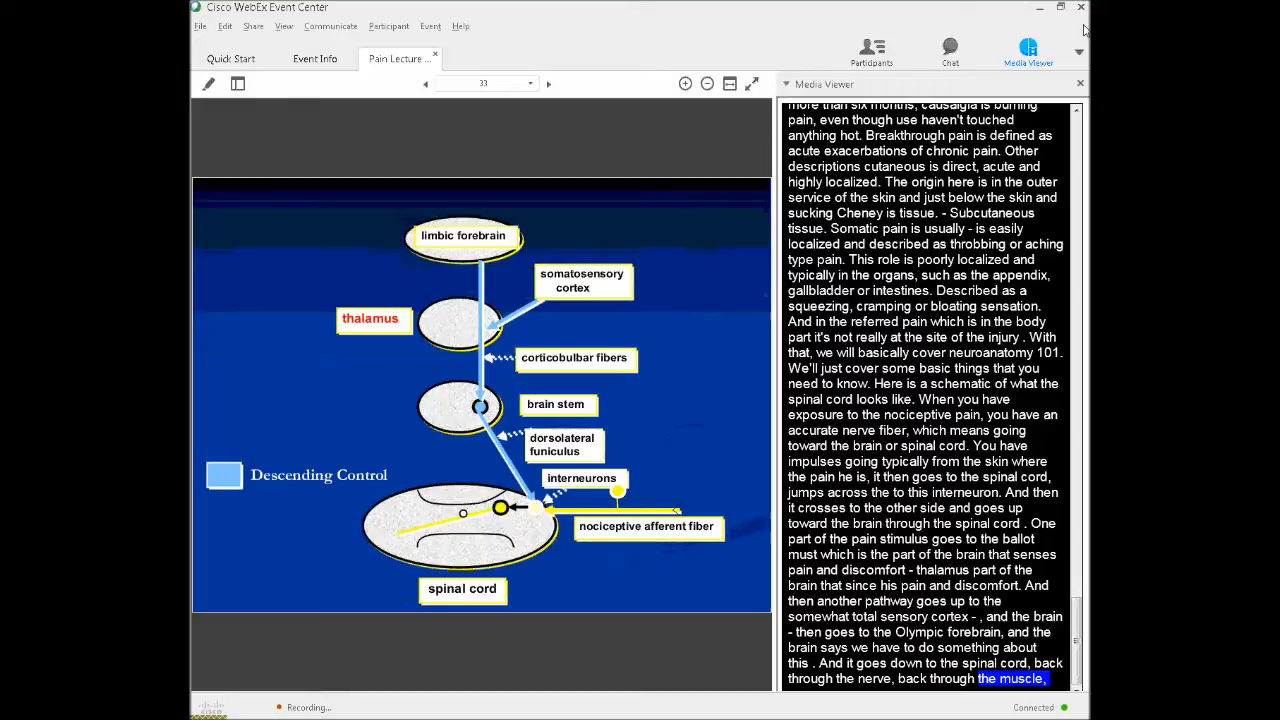 Cisco WebEx Event Center
File Edit Share View Communicate Participant Event Help
Quick Start Event Info Pain Lecture ...
Participants Chat Media Viewer
33
Media Viewer
limbic forebrain
somatosensory
cortex
thalamus
corticobulbar fibers
brain stem
dorsolateral
funiculus
Descending Control
interneurons
nociceptive afferent fiber
spinal cord
more than six months, causalgia is burning
pain, even though use haven't touched
anything hot. Breakthrough pain is defined as
acute exacerbations of chronic pain. Other
descriptions cutaneous is direct, acute and
highly localized. The origin here is in the outer
service of the skin and just below the skin and
sucking Cheney is tissue. - Subcutaneous
tissue. Somatic pain is usually - is easily
localized and described as throbbing or aching
type pain. This role is poorly localized and
typically in the organs, such as the appendix,
gallbladder or intestines. Described as a
squeezing, cramping or bloating sensation.
And in the referred pain which is in the body
part it's not really at the site of the injury . With
that, we will basically cover neuroanatomy 101.
We'll just cover some basic things that you
need to know. Here is a schematic of what the
spinal cord looks like. When you have
exposure to the nociceptive pain, you have an
accurate nerve fiber, which means going
toward the brain or spinal cord. You have
impulses going typically from the skin where
the pain he is, it then goes to the spinal cord,
jumps across the to this interneuron. And then
it crosses to the other side and goes up
toward the brain through the spinal cord . One
part of the pain stimulus goes to the ballot
must which is the part of the brain that senses
pain and discomfort - thalamus part of the
brain that since his pain and discomfort. And
then another pathway goes up to the
somewhat total sensory cortex - , and the brain
- then goes to the Olympic forebrain, and the
brain says we have to do something about
this . And it goes down to the spinal cord, back
through the nerve, back through the muscle,
cisco
Recording...
Connected